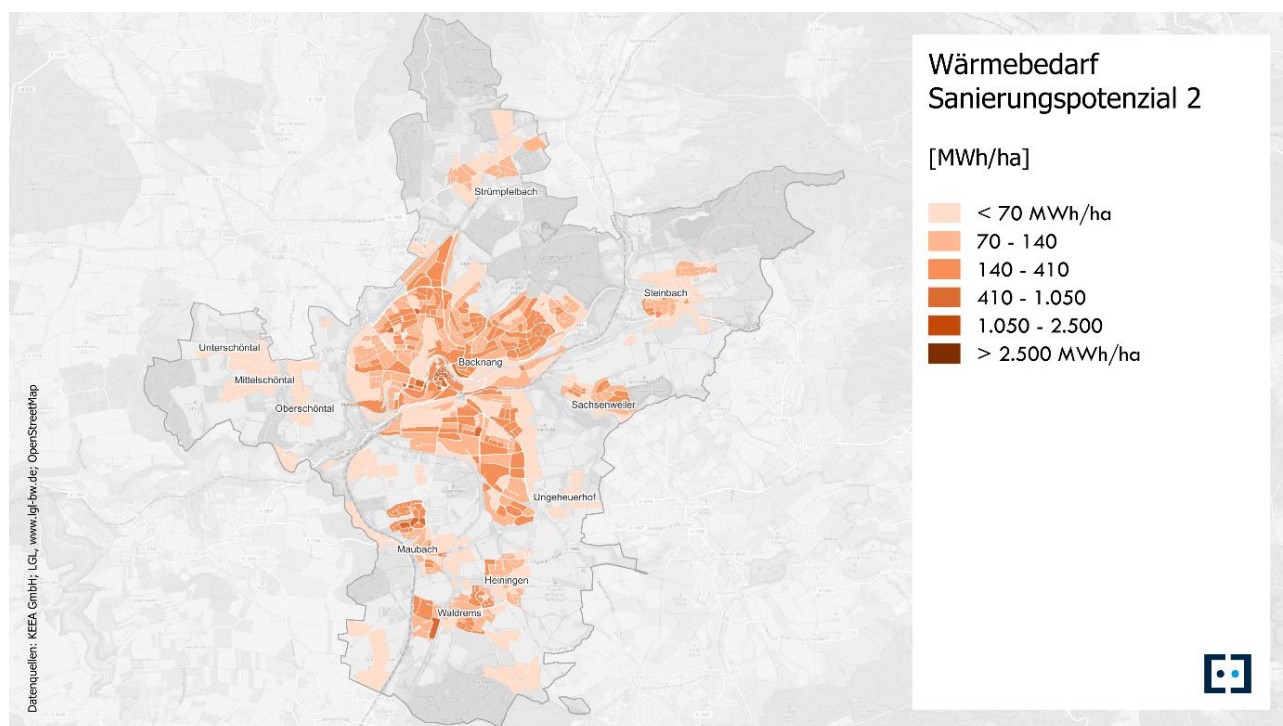 Wärmebedarf
Sanierungspotenzial 2
[MWh/ha]
< 70 MWh/ha
70 - 140
140 - 410
410 - 1.050
1.050 - 2.500
> 2.500 MWh/ha
Strümpfelbach
Steinbach
Unterschöntal
Backnang
Mittelschöntal
Oberschöntal
Sachsenweiler
Ungeheuerhof
Maubach
Heiningen
Waldrems
Datenquellen: KEEA GmbH; LGL, www.lgl-bw.de; OpenStreetMap